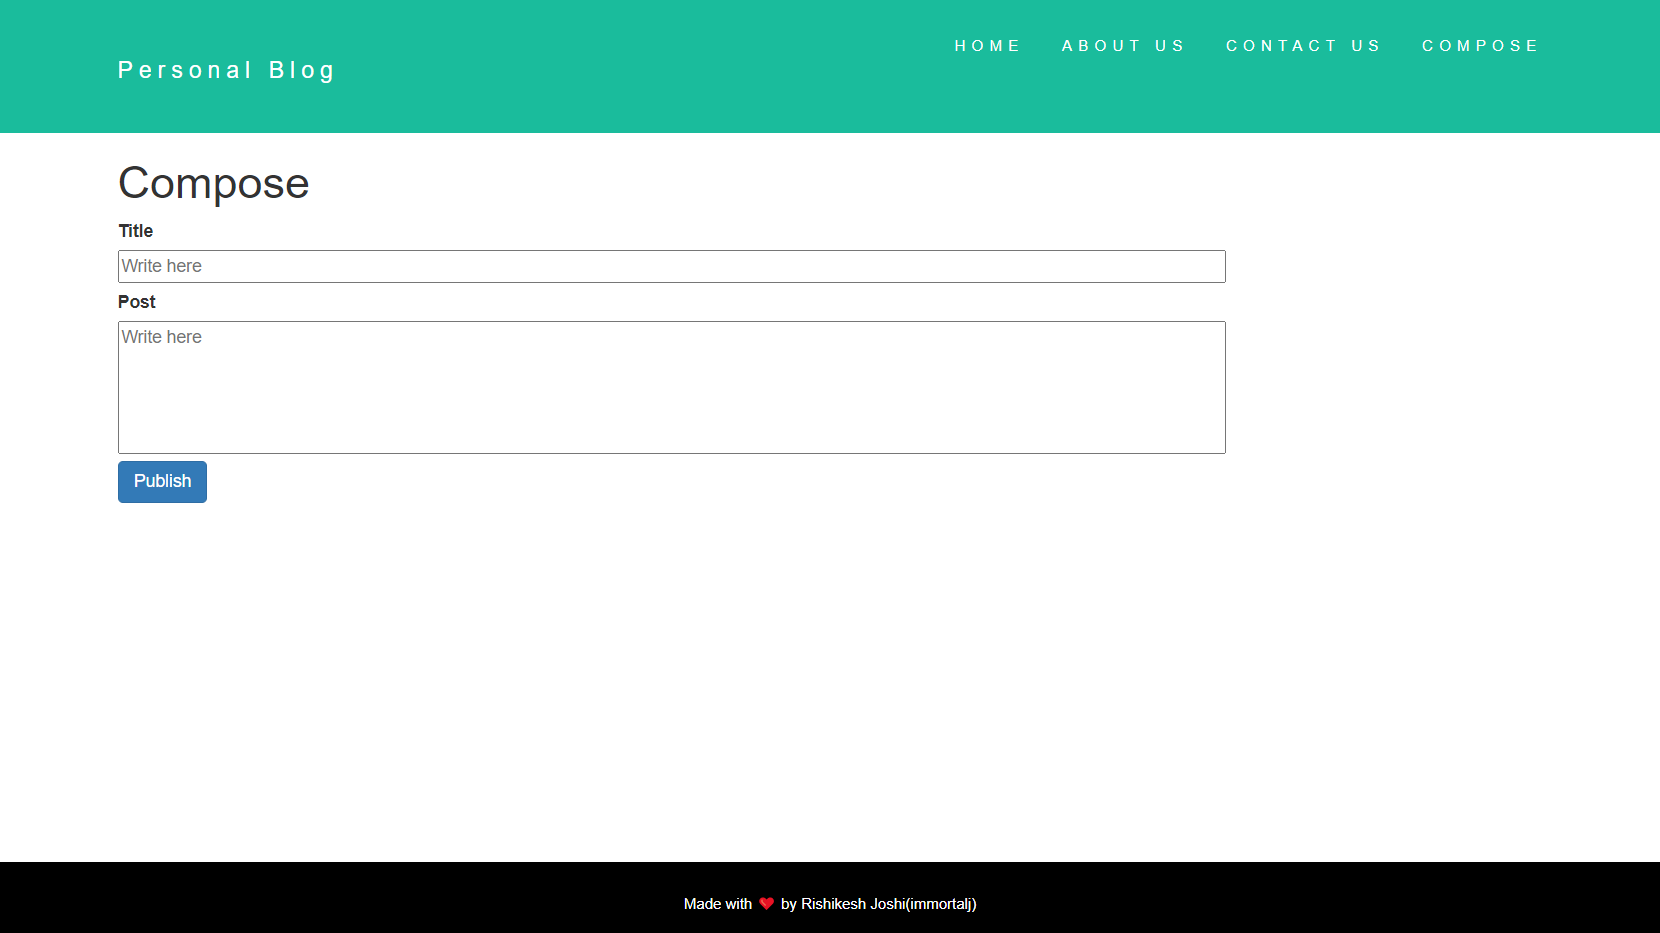 Personal Blog
HOME ABOUT US CONTACT US COMPOSE
Compose
Title
Write here
Post
Write here
Publish
Made with ❤ by Rishikesh Joshi(immortalj)